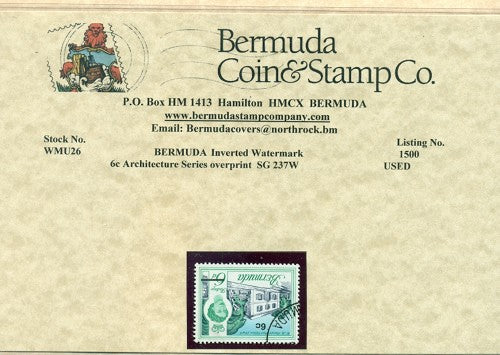 Bermuda
Coin & Stamp Co.
P.O. Box HM 1413 Hamilton HMCX BERMUDA
www.bermudastampcompany.com
Email: Bermudacovers@northrock.bm
Stock No.
WMU26
Listing No.
1500
BERMUDA Inverted Watermark
6c Architecture Series overprint SG 237W
USED
Bermuda
6c